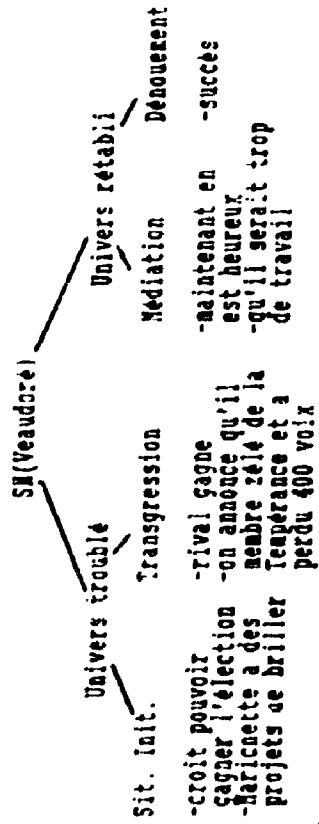 SN(Veaudoré)
Univers troublé
Univers rétabli
Sit. Init.
Transgression
Médiation
Dénouement
-croit pouvoir
gagner l'élection
-Marichette a des
projets de briller
-rival gagne
-on annonce qu'il
membre zélé de la
Tempérance et a
perdu 400 voix
-maintenant en
est heureux
-qu'il serait trop
de travail
-succès